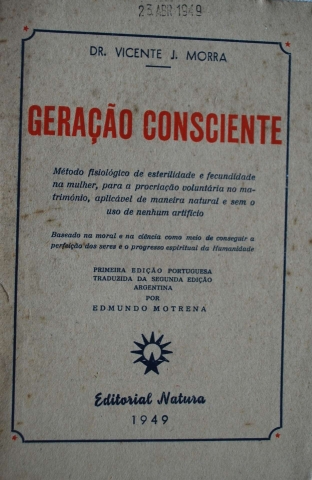 23 ABR 1949
DR. VICENTE J. MORRA
GERAÇÃO CONSCIENTE
Método fisiológico de esterilidade e fecundidade
na mulher, para a procriação voluntária no ma-
trimónio, aplicável de maneira natural e sem o
uso de nenhum artifício
Baseado na moral e na ciência como meio de conseguir a
perfeição dos seres e o progresso espiritual da Humanidade
PRIMEIRA EDIÇÃO PORTUGUESA
TRADUZIDA DA SEGUNDA EDIÇÃO
ARGENTINA
POR
EDMUNDO MOTRENA
Editorial Natura
1949